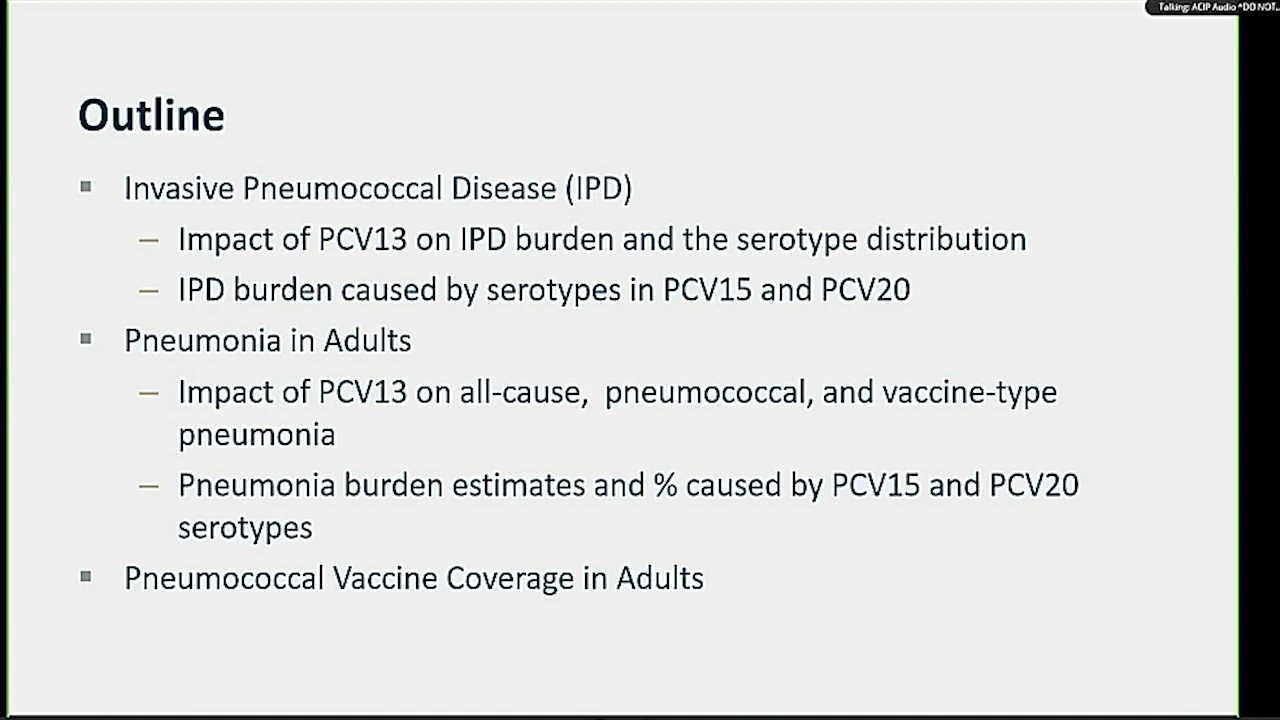 Talking: ACIP Audio *DO NOT...
Outline
▪ Invasive Pneumococcal Disease (IPD)
– Impact of PCV13 on IPD burden and the serotype distribution
– IPD burden caused by serotypes in PCV15 and PCV20
▪ Pneumonia in Adults
– Impact of PCV13 on all-cause,  pneumococcal, and vaccine-type
pneumonia
– Pneumonia burden estimates and % caused by PCV15 and PCV20
serotypes
▪ Pneumococcal Vaccine Coverage in Adults